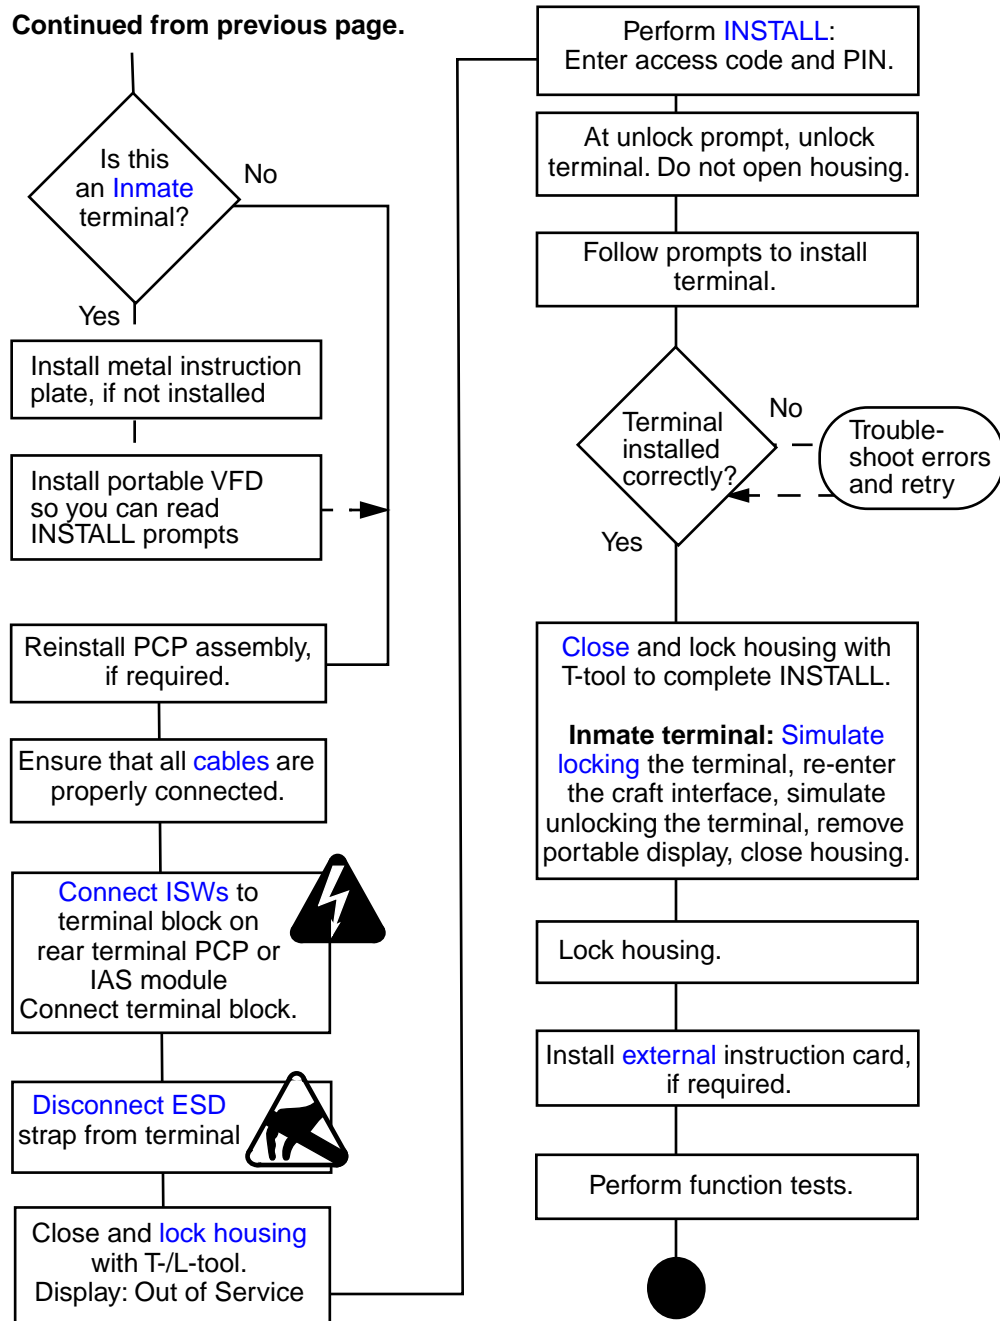 Continued from previous page.
Is this
an Inmate
terminal?
No
Yes
Install metal instruction
plate, if not installed
Install portable VFD
so you can read
INSTALL prompts
Reinstall PCP assembly,
if required.
Ensure that all cables are
properly connected.
Connect ISWs to
terminal block on
rear terminal PCP or
IAS module
Connect terminal block.
Disconnect ESD
strap from terminal
Close and lock housing
with T-/L-tool.
Display: Out of Service
Perform INSTALL:
Enter access code and PIN.
At unlock prompt, unlock
terminal. Do not open housing.
Follow prompts to install
terminal.
Terminal
installed
correctly?
No
Trouble-
shoot errors
and retry
Yes
Close and lock housing with
T-tool to complete INSTALL.
Inmate terminal: Simulate
locking the terminal, re-enter
the craft interface, simulate
unlocking the terminal, remove
portable display, close housing.
Lock housing.
Install external instruction card,
if required.
Perform function tests.